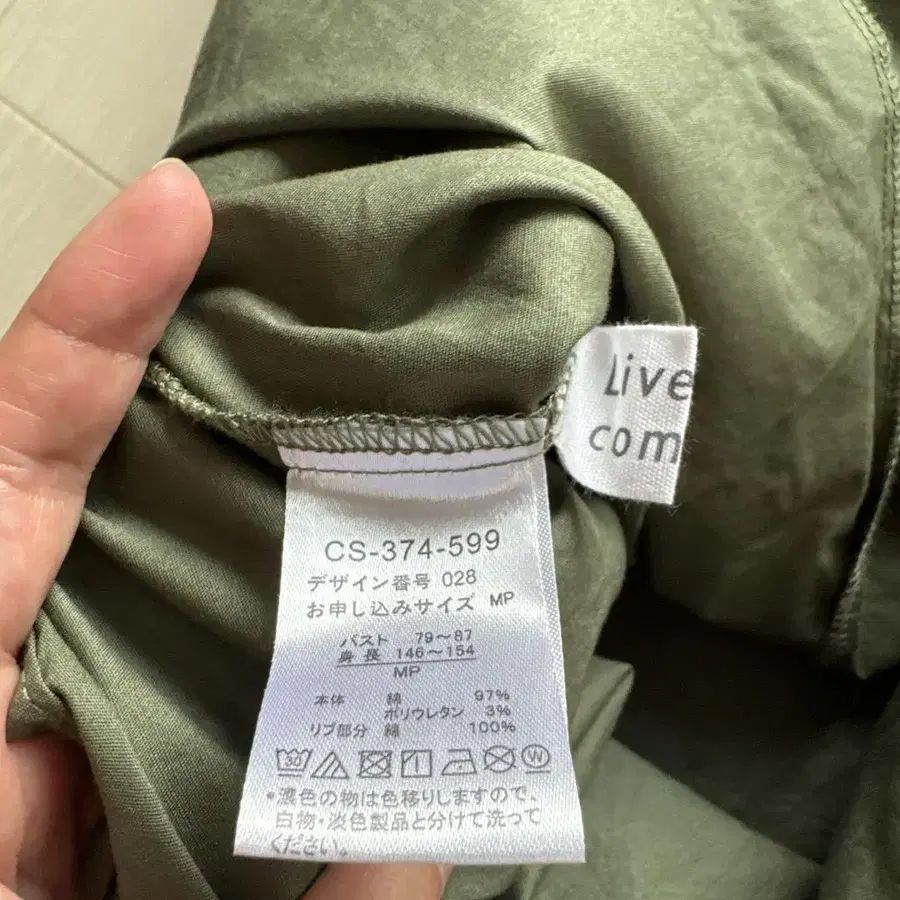 Live
com
CS-374-599
デザイン番号 028
お申し込みサイズ MP
バスト 79～87
身長 146～154
MP
本体 綿 97%
ポリウレタン 3%
リブ部分 綿 100%
30 W
*濃色の物は色移りしますので、
白物・淡色製品と分けて洗って
ください。